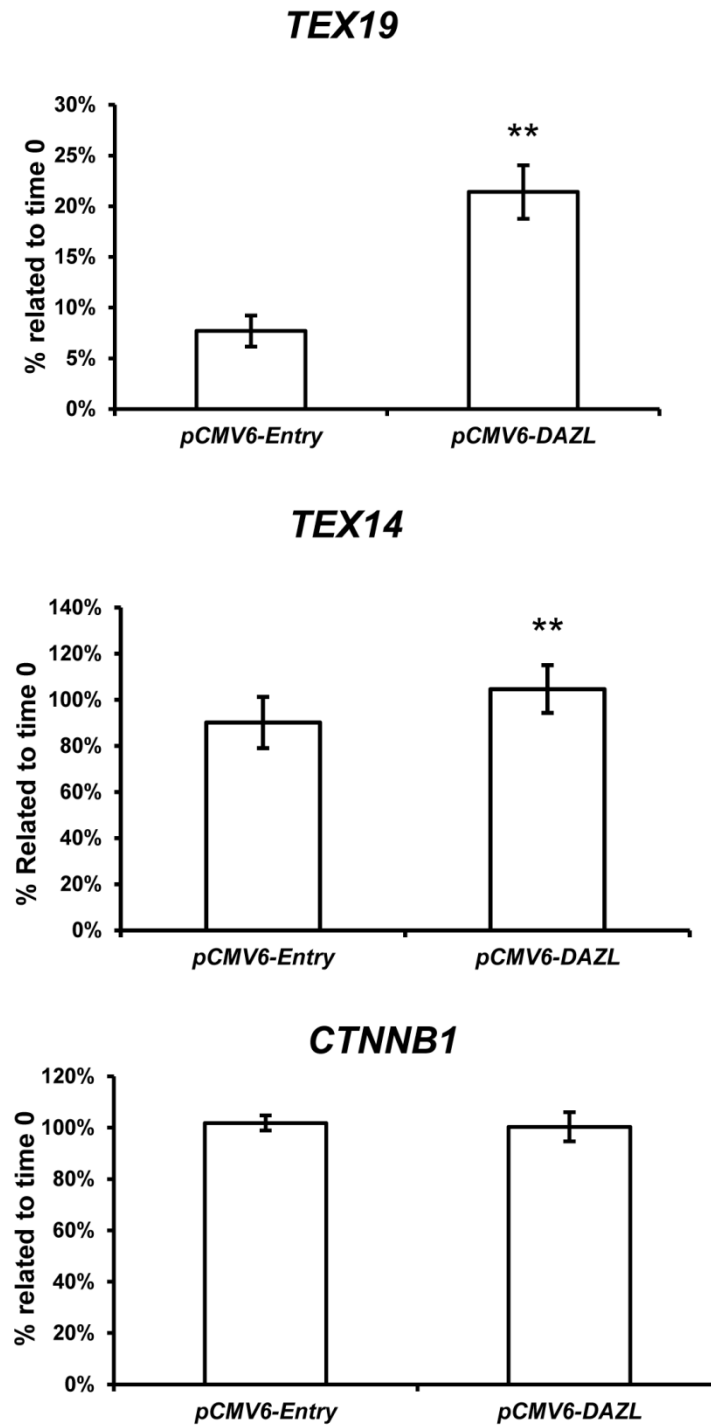 TEX19
% related to time 0
30%
25%
20%
15%
10%
5%
0%
**
pCMV6-Entry pCMV6-DAZL
TEX14
% Related to time 0
140%
120%
100%
80%
60%
40%
20%
0%
**
pCMV6-Entry pCMV6-DAZL
CTNNB1
% related to time 0
120%
100%
80%
60%
40%
20%
0%
pCMV6-Entry pCMV6-DAZL